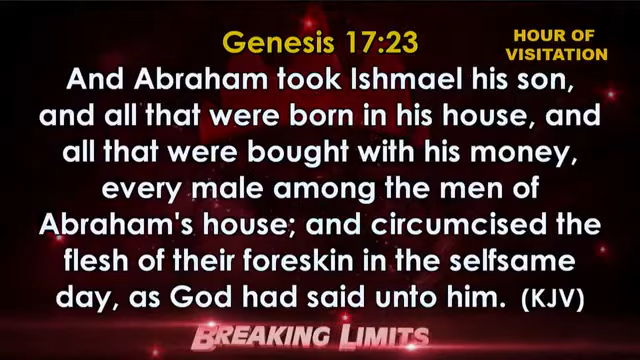 Genesis 17:23
HOUR OF
VISITATION
And Abraham took Ishmael his son,
and all that were born in his house, and
all that were bought with his money,
every male among the men of
Abraham's house; and circumcised the
flesh of their foreskin in the selfsame
day, as God had said unto him. (KJV)
BREAKING LIMITS